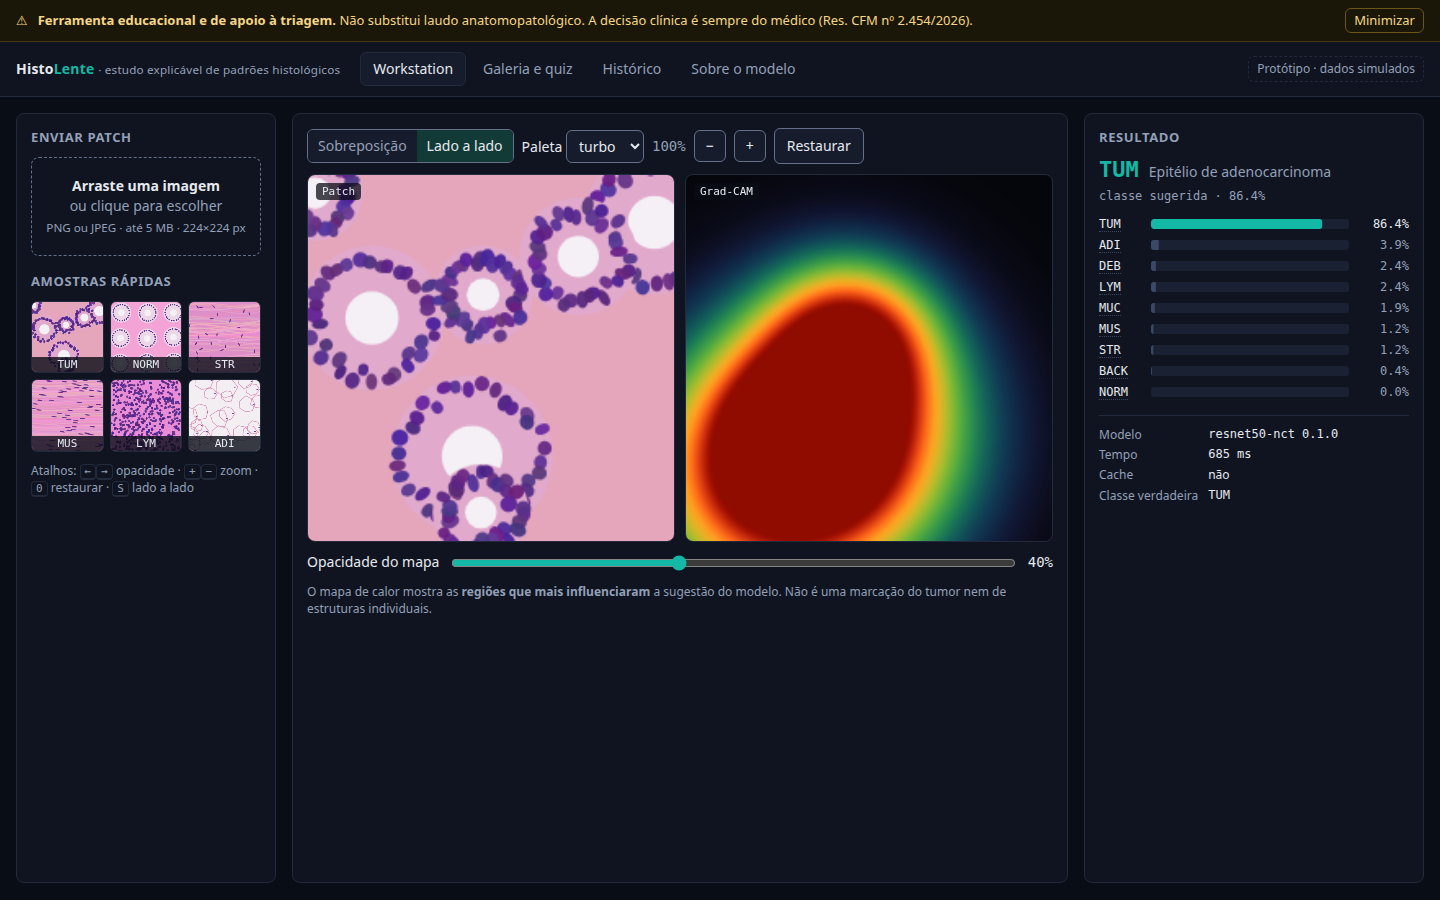 ⚠ Ferramenta educacional e de apoio à triagem. Não substitui laudo anatomopatológico. A decisão clínica é sempre do médico (Res. CFM nº 2.454/2026). Minimizar
HistoLente · estudo explicável de padrões histológicos Workstation Galeria e quiz Histórico Sobre o modelo Protótipo · dados simulados
ENVIAR PATCH
Arraste uma imagem
ou clique para escolher
PNG ou JPEG · até 5 MB · 224×224 px
AMOSTRAS RÁPIDAS
TUM NORM STR
MUS LYM ADI
Atalhos: ← → opacidade · + − zoom ·
0 restaurar · S lado a lado
Sobreposição Lado a lado Paleta turbo 100% − + Restaurar
Patch Grad-CAM
Opacidade do mapa 40%
O mapa de calor mostra as regiões que mais influenciaram a sugestão do modelo. Não é uma marcação do tumor nem de
estruturas individuais.
RESULTADO
TUM Epitélio de adenocarcinoma
classe sugerida · 86.4%
TUM 86.4%
ADI 3.9%
DEB 2.4%
LYM 2.4%
MUC 1.9%
MUS 1.2%
STR 1.2%
BACK 0.4%
NORM 0.0%
Modelo resnet50-nct 0.1.0
Tempo 685 ms
Cache não
Classe verdadeira TUM